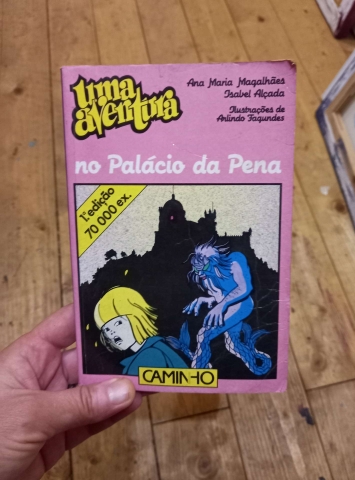 uma
aventura
Ana Maria Magalhães
Isabel Alçada
Ilustrações de
Arlindo Fagundes
no Palácio da Pena
1.ª edição
70 000 ex.
CAMINHO